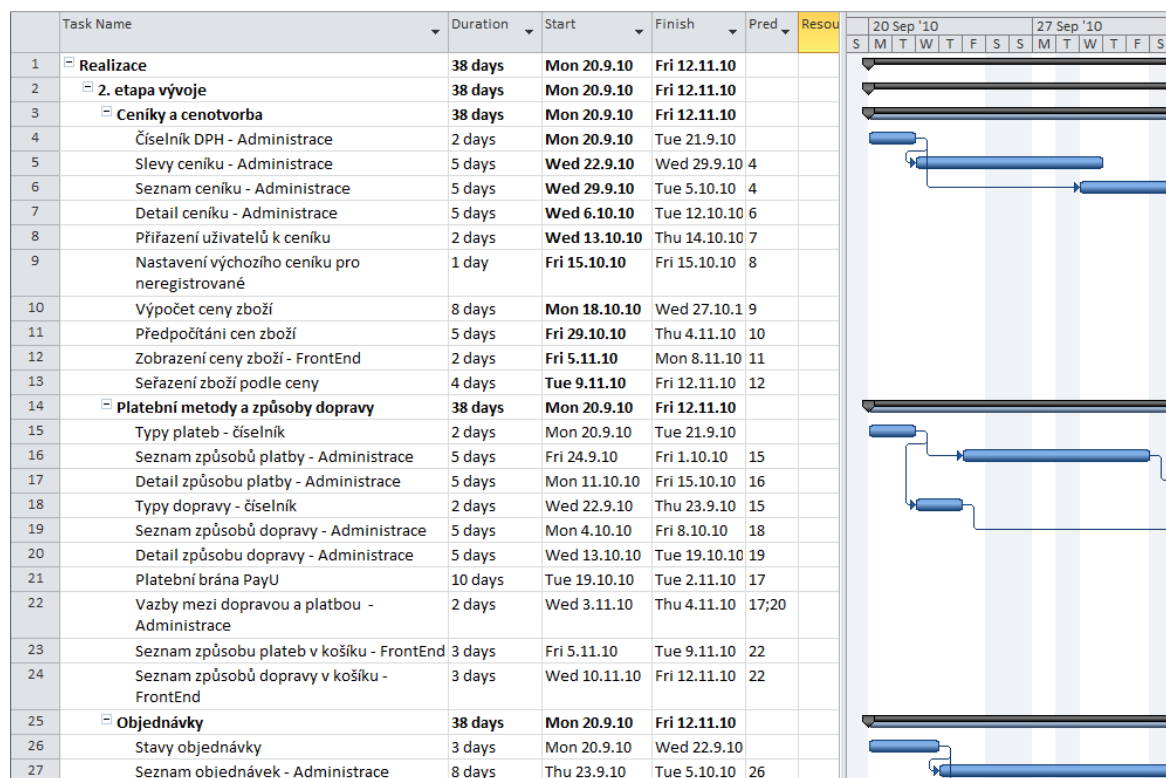 Task Name Duration Start Finish Pred Resou 20 Sep '10 27 Sep '10
S M T W T F S S M T W T F S
1 Realizace 38 days Mon 20.9.10 Fri 12.11.10
2 2. etapa vývoje 38 days Mon 20.9.10 Fri 12.11.10
3 Ceníky a cenotvorba 38 days Mon 20.9.10 Fri 12.11.10
4 Číselník DPH - Administrace 2 days Mon 20.9.10 Tue 21.9.10
5 Slevy ceníku - Administrace 5 days Wed 22.9.10 Wed 29.9.10 4
6 Seznam ceníku - Administrace 5 days Wed 29.9.10 Tue 5.10.10 4
7 Detail ceníku - Administrace 5 days Wed 6.10.10 Tue 12.10.10 6
8 Přiřazení uživatelů k ceníku 2 days Wed 13.10.10 Thu 14.10.10 7
9 Nastavení výchozího ceníku pro 1 day Fri 15.10.10 Fri 15.10.10 8
neregistrované
10 Výpočet ceny zboží 8 days Mon 18.10.10 Wed 27.10.1 9
11 Předpočítáni cen zboží 5 days Fri 29.10.10 Thu 4.11.10 10
12 Zobrazení ceny zboží - FrontEnd 2 days Fri 5.11.10 Mon 8.11.10 11
13 Seřazení zboží podle ceny 4 days Tue 9.11.10 Fri 12.11.10 12
14 Platební metody a způsoby dopravy 38 days Mon 20.9.10 Fri 12.11.10
15 Typy plateb - číselník 2 days Mon 20.9.10 Tue 21.9.10
16 Seznam způsobů platby - Administrace 5 days Fri 24.9.10 Fri 1.10.10 15
17 Detail způsobu platby - Administrace 5 days Mon 11.10.10 Fri 15.10.10 16
18 Typy dopravy - číselník 2 days Wed 22.9.10 Thu 23.9.10 15
19 Seznam způsobů dopravy - Administrace 5 days Mon 4.10.10 Fri 8.10.10 18
20 Detail způsobu dopravy - Administrace 5 days Wed 13.10.10 Tue 19.10.10 19
21 Platební brána PayU 10 days Tue 19.10.10 Tue 2.11.10 17
22 Vazby mezi dopravou a platbou - 2 days Wed 3.11.10 Thu 4.11.10 17;20
Administrace
23 Seznam způsobu plateb v košíku - FrontEnd 3 days Fri 5.11.10 Tue 9.11.10 22
24 Seznam způsobů dopravy v košíku - 3 days Wed 10.11.10 Fri 12.11.10 22
FrontEnd
25 Objednávky 38 days Mon 20.9.10 Fri 12.11.10
26 Stavy objednávky 3 days Mon 20.9.10 Wed 22.9.10
27 Seznam objednávek - Administrace 8 days Thu 23.9.10 Tue 5.10.10 26